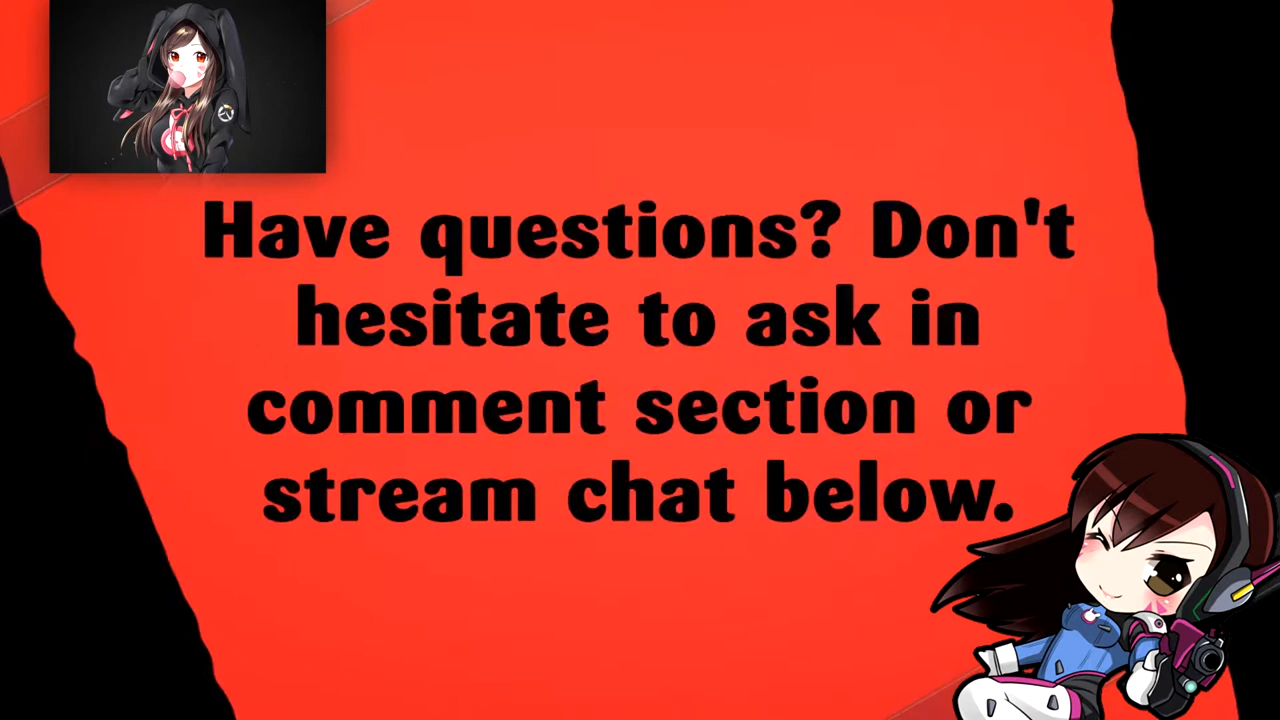 Have questions? Don't
hesitate to ask in
comment section or
stream chat below.